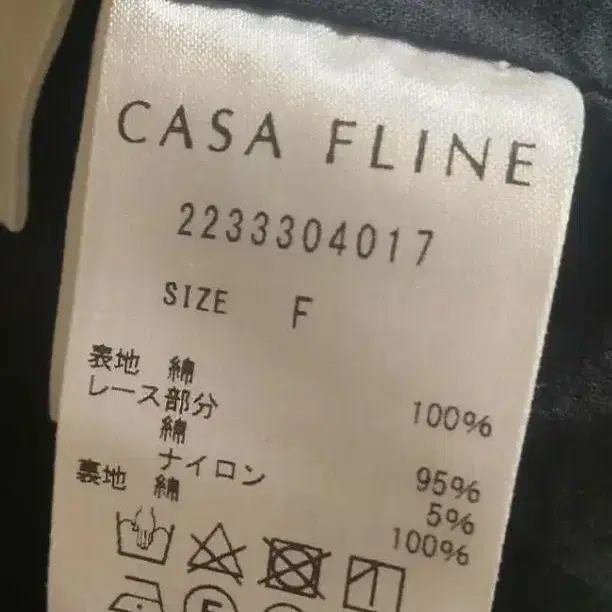 CASA FLINE
2233304017
SIZE F
表地 綿 100%
レース部分
綿 95%
ナイロン 5%
裏地 綿 100%